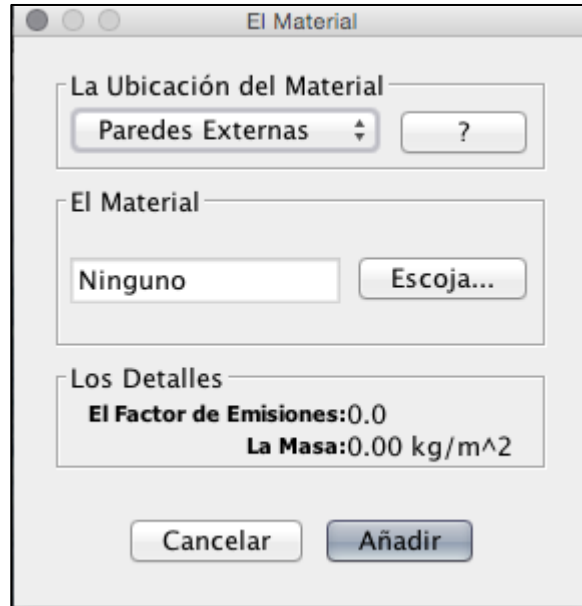 El Material
La Ubicación del Material
Paredes Externas
?
El Material
Ninguno
Escoja...
Los Detalles
El Factor de Emisiones:0.0
La Masa:0.00 kg/m^2
Cancelar
Añadir